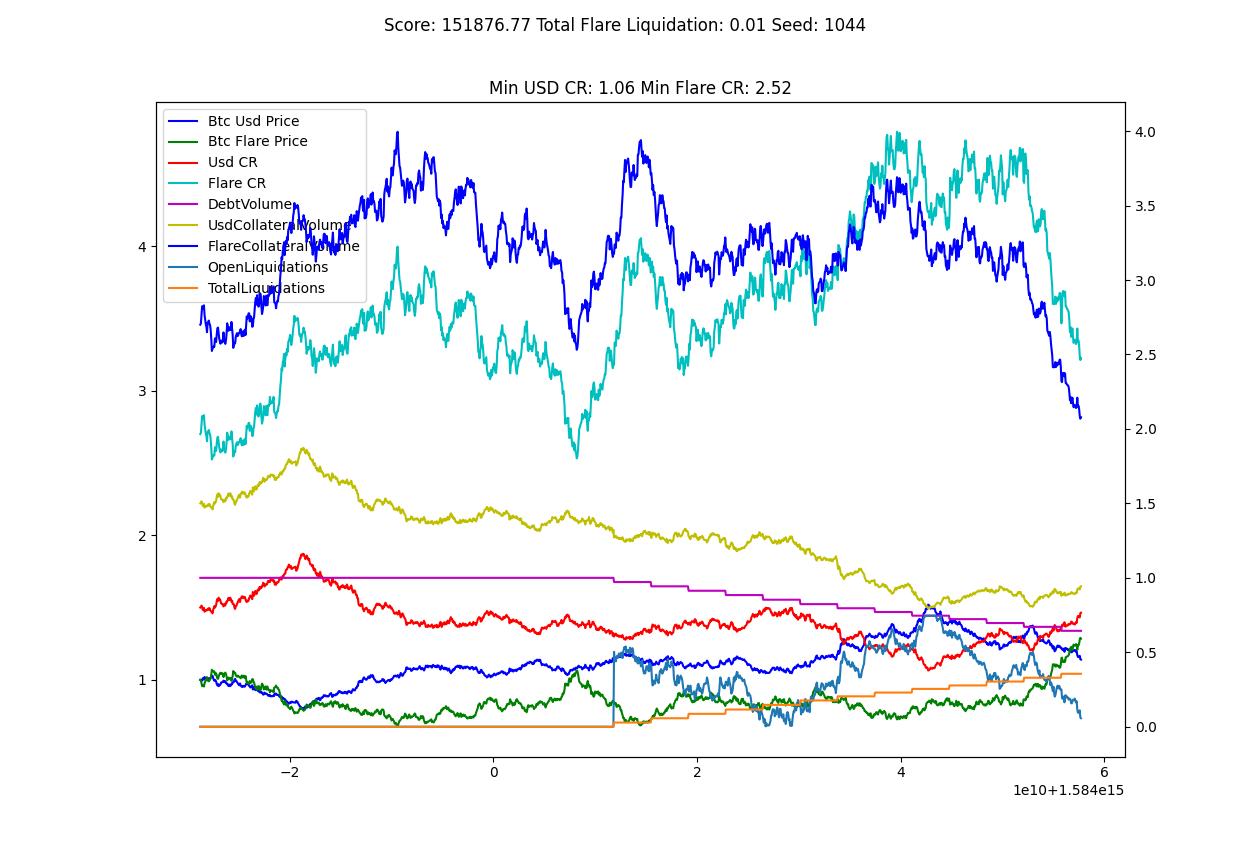 Score: 151876.77 Total Flare Liquidation: 0.01 Seed: 1044
Min USD CR: 1.06 Min Flare CR: 2.52
Btc Usd Price
Btc Flare Price
Usd CR
Flare CR
DebtVolume
UsdCollateralVolume
FlareCollateralVolume
OpenLiquidations
TotalLiquidations
4
3
2
1
4.0
3.5
3.0
2.5
2.0
1.5
1.0
0.5
0.0
−2
0
2
4
6
1e10+1.584e15